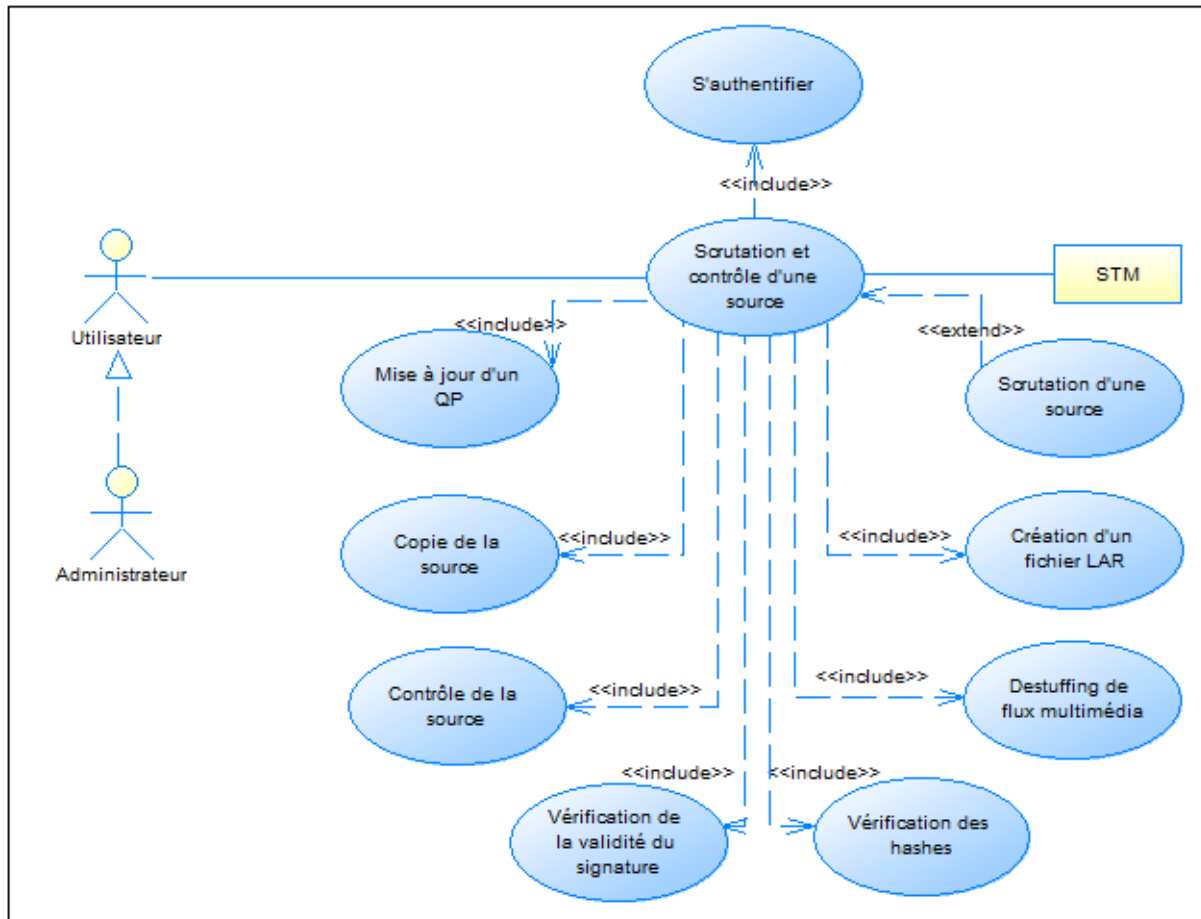 S'authentifier
<<include>>
Scrutation et
contrôle d'une
source
STM
Utilisateur
<<include>>
<<extend>>
Mise à jour d'un
QP
Scrutation d'une
source
Copie de la
source
<<include>>
<<include>>
Création d'un
fichier LAR
Administrateur
Contrôle de la
source
<<include>>
<<include>>
Destuffing de
flux multimédia
<<include>>
<<include>>
Vérification de
la validité du
signature
Vérification des
hashes